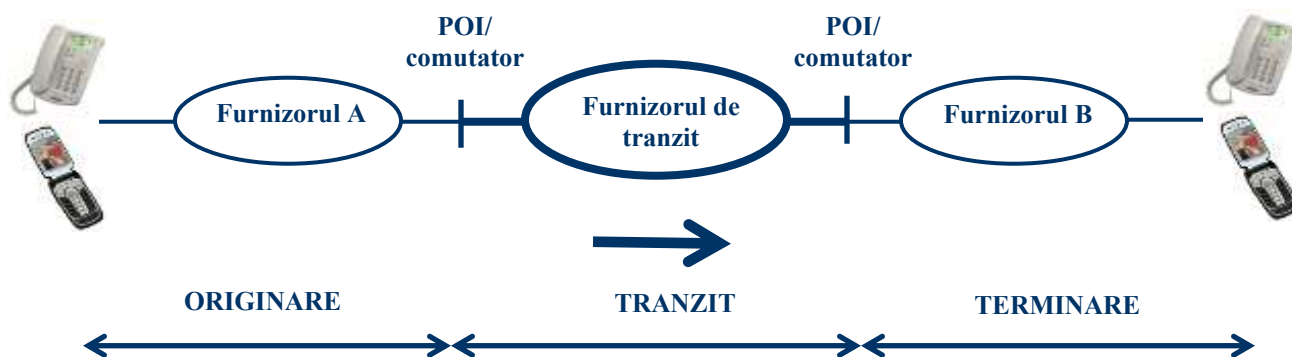 POI/
comutator
POI/
comutator
Furnizorul A
Furnizorul de
tranzit
Furnizorul B
ORIGINARE
TRANZIT
TERMINARE